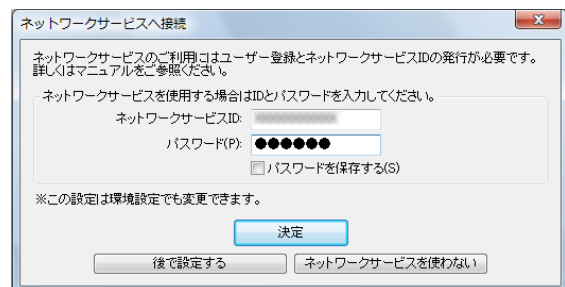 ネットワークサービスへ接続
ネットワークサービスのご利用にはユーザー登録とネットワークサービスIDの発行が必要です。
詳しくはマニュアルをご参照ください。
ネットワークサービスを使用する場合はIDとパスワードを入力してください。
ネットワークサービスID:
パスワード(P): ●●●●●●
パスワードを保存する(S)
※この設定は環境設定でも変更できます。
決定
後で設定する ネットワークサービスを使わない